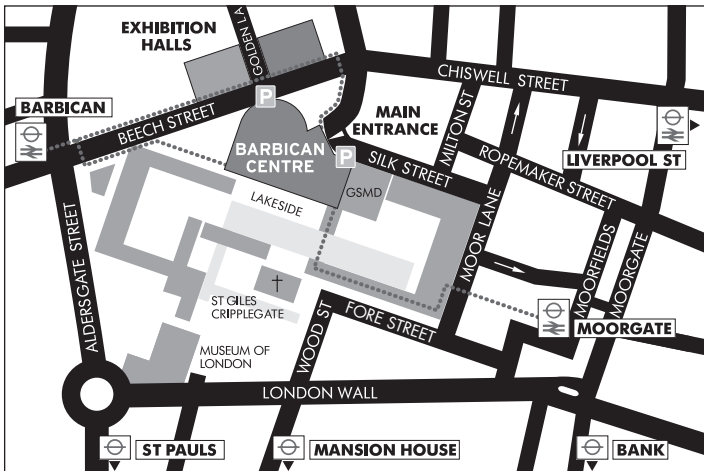 EXHIBITION
HALLS
GOLDEN LA
CHISWELL STREET
BARBICAN
BEECH STREET
P
MAIN
ENTRANCE
MILTON ST
LIVERPOOL ST
BARBICAN
CENTRE
P
SILK STREET
ROPEMAKER STREET
GSMD
LAKESIDE
MOOR LANE
ALDERSGATE STREET
MOORFIELDS
MOORGATE
ST GILES
CRIPPLEGATE
WOOD ST
FORE STREET
MOORGATE
MUSEUM OF
LONDON
LONDON WALL
ST PAULS
MANSION HOUSE
BANK